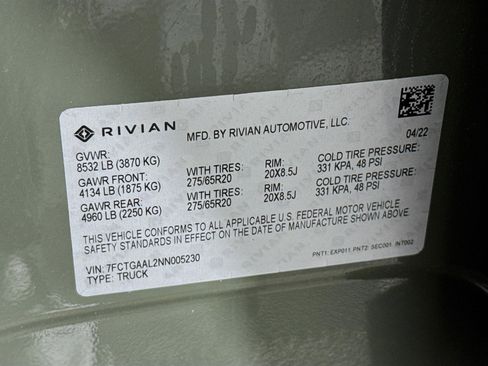 RIVIAN MFD. BY RIVIAN AUTOMOTIVE, LLC. 04/22
GVWR:
8532 LB (3870 KG)
GAWR FRONT: WITH TIRES: RIM: COLD TIRE PRESSURE:
4134 LB (1875 KG) 275/65R20 20X8.5J 331 KPA, 48 PSI
GAWR REAR: WITH TIRES: RIM: COLD TIRE PRESSURE:
4960 LB (2250 KG) 275/65R20 20X8.5J 331 KPA, 48 PSI
THIS VEHICLE CONFORMS TO ALL APPLICABLE U.S. FEDERAL MOTOR VEHICLE
SAFETY STANDARDS IN EFFECT ON THE DATE OF MANUFACTURE SHOWN ABOVE.
PNT1: EXP011 PNT2: SEC001 INT002
VIN: 7FCTGAAL2NN005230
TYPE: TRUCK